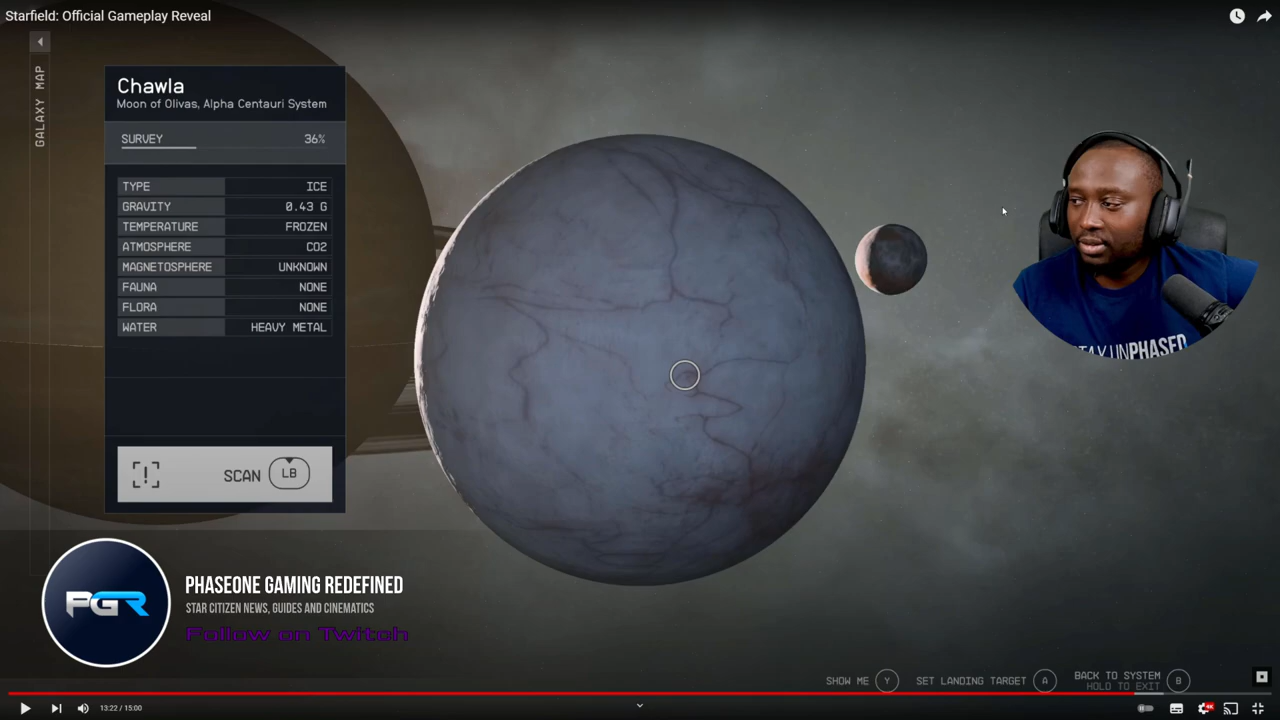 Starfield: Official Gameplay Reveal
GALAXY MAP
Chawla
Moon of Olivas, Alpha Centauri System
SURVEY 36%
TYPE ICE
GRAVITY 0.43 G
TEMPERATURE FROZEN
ATMOSPHERE CO2
MAGNETOSPHERE UNKNOWN
FAUNA NONE
FLORA NONE
WATER HEAVY METAL
SCAN LB
STAY UNPHASED
PGR
PHASEONE GAMING REDEFINED
STAR CITIZEN NEWS, GUIDES AND CINEMATICS
Follow on Twitch
SHOW ME Y SET LANDING TARGET A BACK TO SYSTEM B
HOLD TO EXIT
13:22 / 15:00
4K